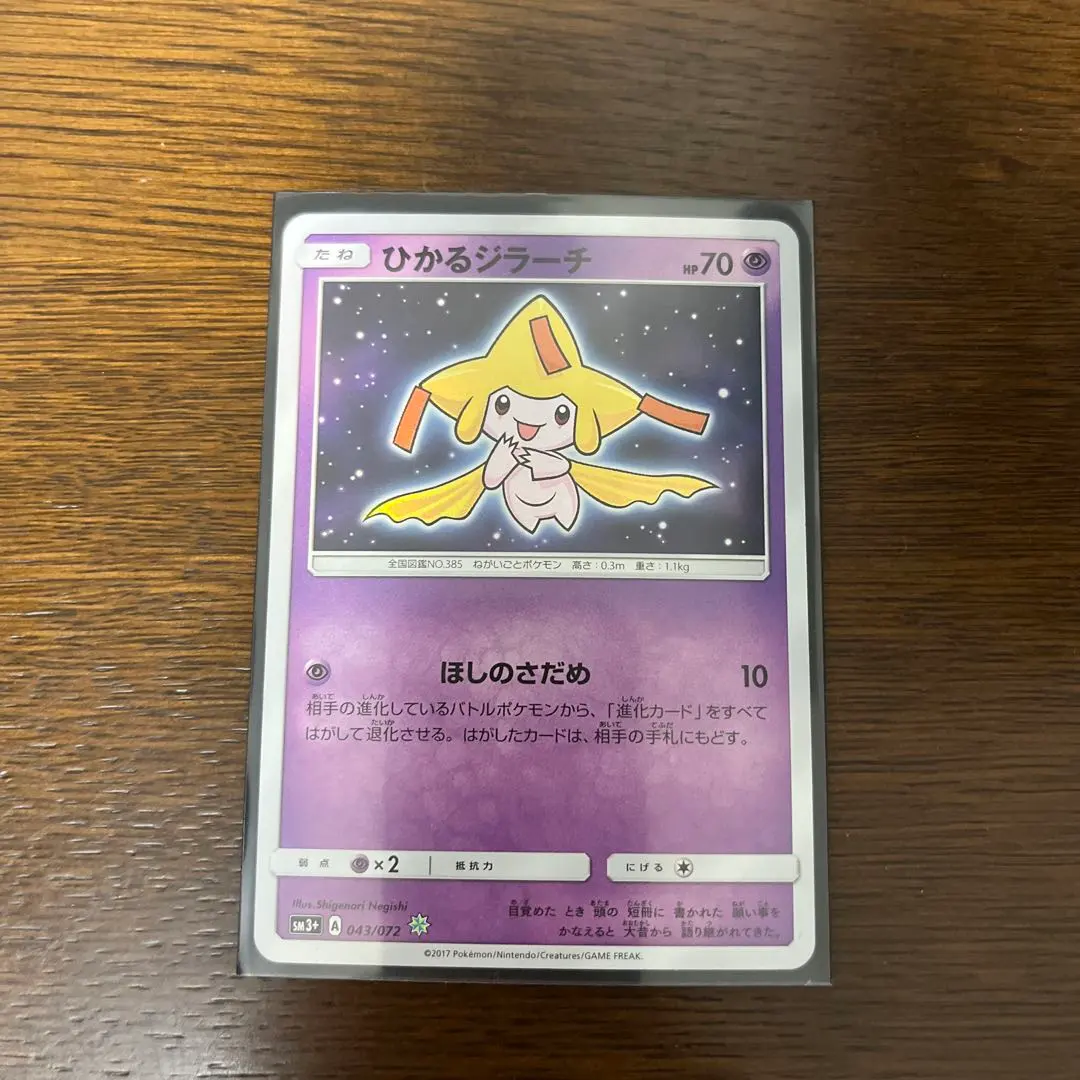 たね ひかるジラーチ HP70
全国図鑑NO.385 ねがいごとポケモン 高さ:0.3m 重さ:1.1kg
ほしのさだめ 10
相手の進化しているバトルポケモンから、「進化カード」をすべて
はがして退化させる。はがしたカードは、相手の手札にもどす。
弱点 ×2 抵抗力 にげる
Illus.Shigenori Negishi
SM3+ A 043/072
目覚めた とき 頭の 短冊に 書かれた 願い事を
かなえると 大昔から 語り継がれてきた。
©2017 Pokémon/Nintendo/Creatures/GAME FREAK.